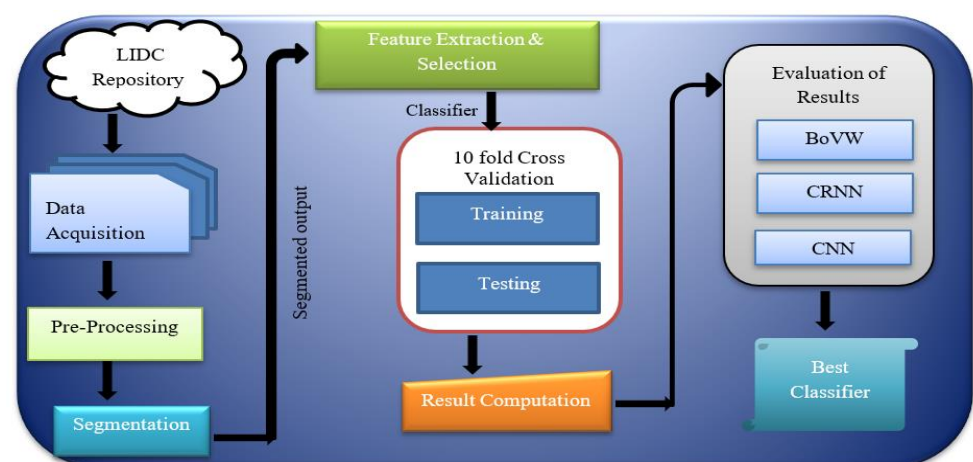 LIDC
Repository
Data
Acquisition
Pre-Processing
Segmentation
Segmented output
Feature Extraction &
Selection
Classifier
10 fold Cross
Validation
Training
Testing
Result Computation
Evaluation of
Results
BoVW
CRNN
CNN
Best
Classifier